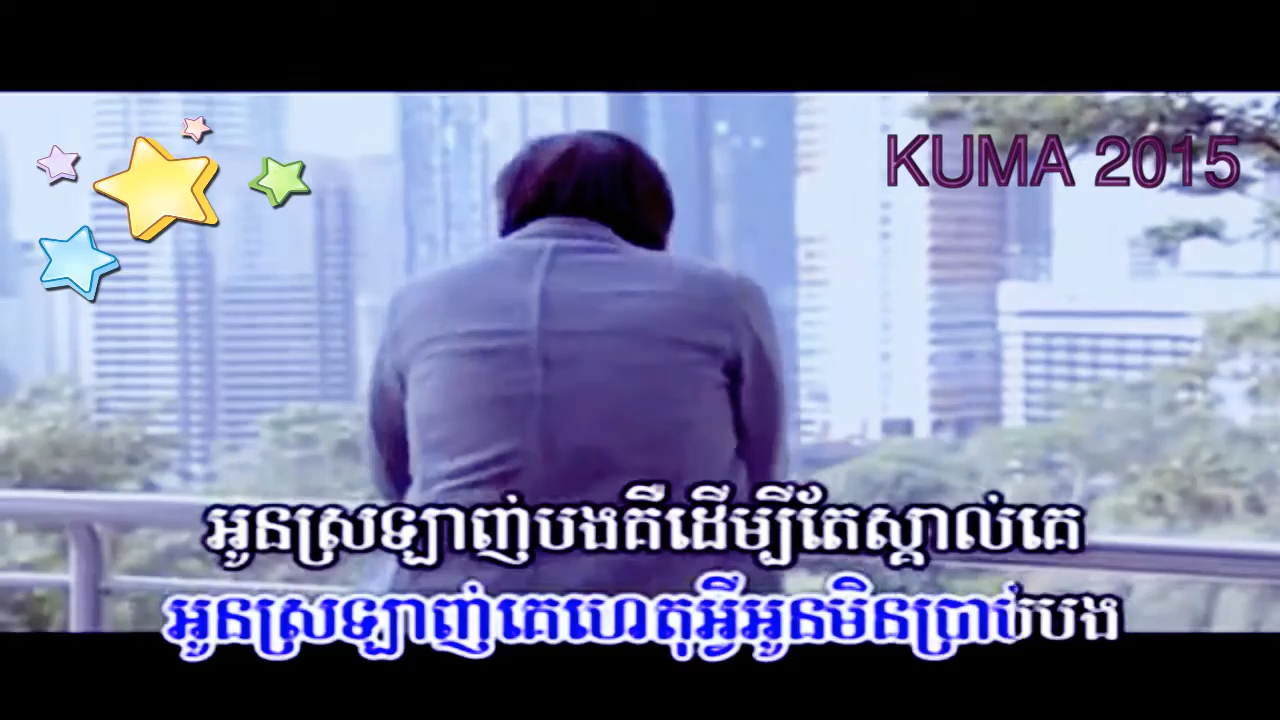 KUMA 2015
អូនស្រឡាញ់បងគឺដើម្បីតែស្គាល់គេ
អូនស្រឡាញ់គេហេតុអ្វីអូនមិនប្រាប់បង